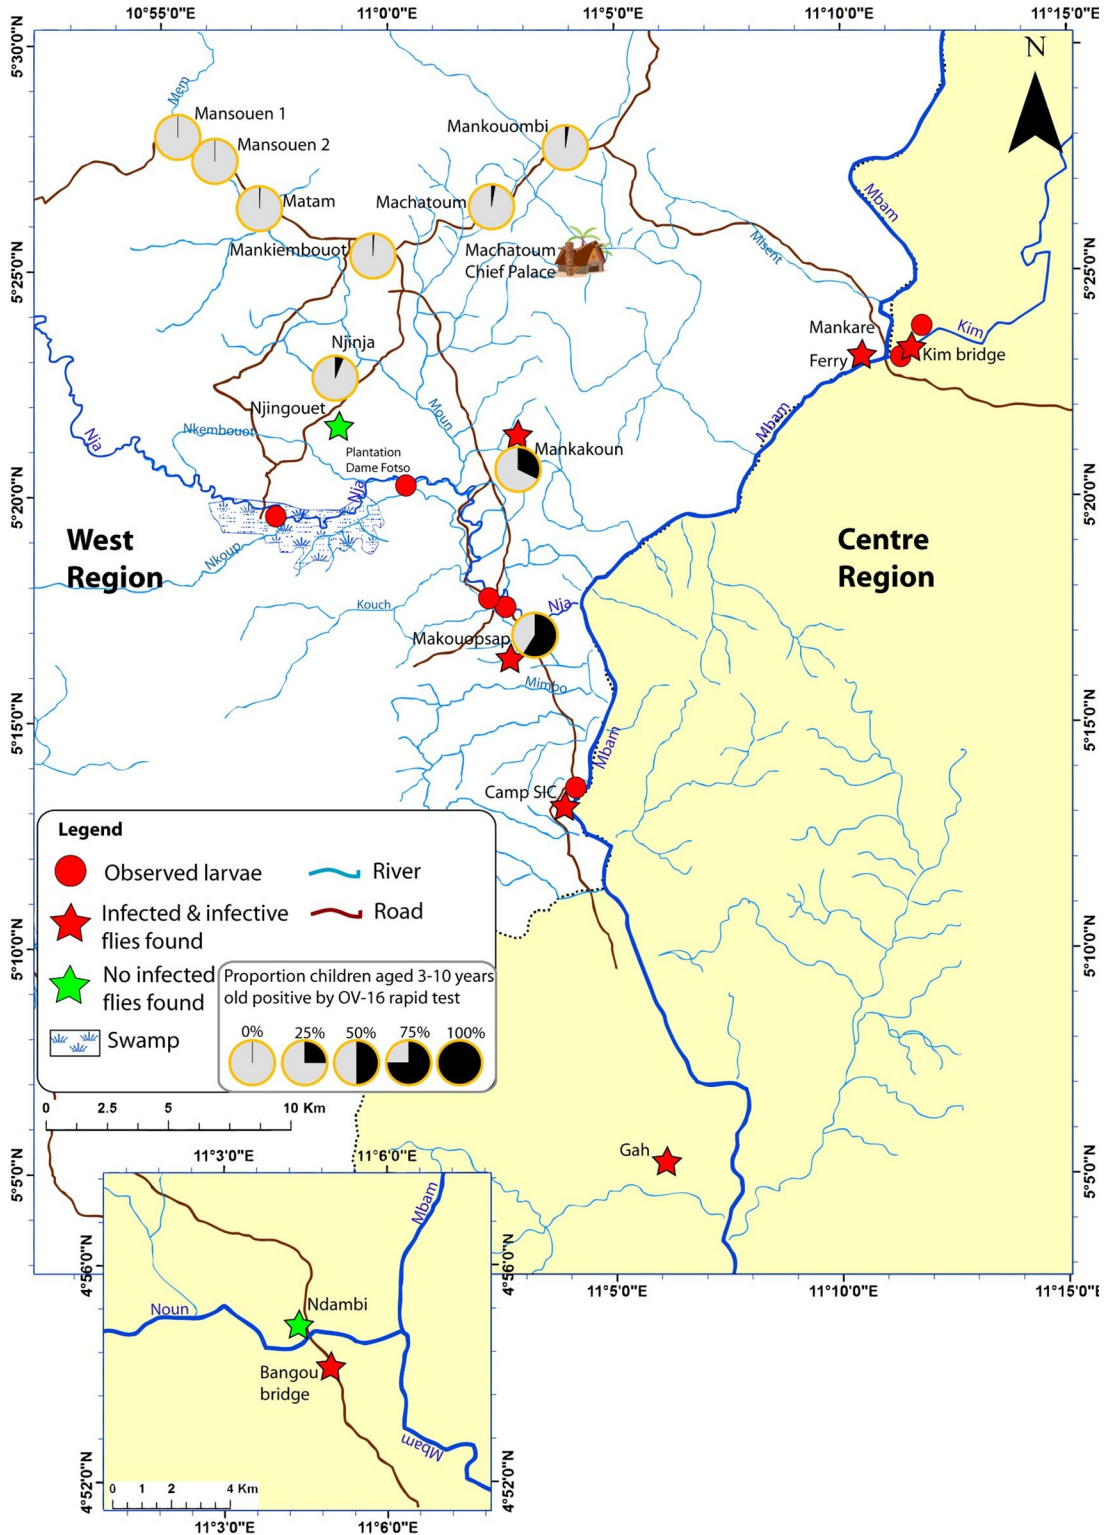 10°55'0"E
11°0'0"E
11°5'0"E
11°10'0"E
11°15'0"E
5°30'0"N
N
Mem
Mansouen 1
Mansouen 2
Mankouombi
Matam
Machatoum
Mankiembouot
Machatoum
Chief Palace
Mbam
Misent
5°25'0"N
5°25'0"N
Mankare
Ferry
Kim
Kim bridge
Njinja
Njingouet
Nja
Nkembouot
Moun
Mbam
Plantation
Dame Fotso
Mankakoun
Nja
5°20'0"N
5°20'0"N
West
Region
Centre
Region
Nkoup
Kouch
Nja
Makouopsap
Mimbo
5°15'0"N
5°15'0"N
Mbam
Camp SIC
Legend
Observed larvae
River
Infected & infective
flies found
Road
No infected
flies found
Swamp
Proportion children aged 3-10 years
old positive by OV-16 rapid test
0%
25%
50%
75%
100%
5°10'0"N
5°10'0"N
0
2.5
5
10 Km
5°5'0"N
5°5'0"N
Gah
11°3'0"E
11°6'0"E
Mbam
4°56'0"N
4°56'0"N
11°5'0"E
11°10'0"E
11°15'0"E
Noun
Ndambi
Bangou
bridge
Mbam
4°52'0"N
4°52'0"N
0
1
2
4 Km
11°3'0"E
11°6'0"E